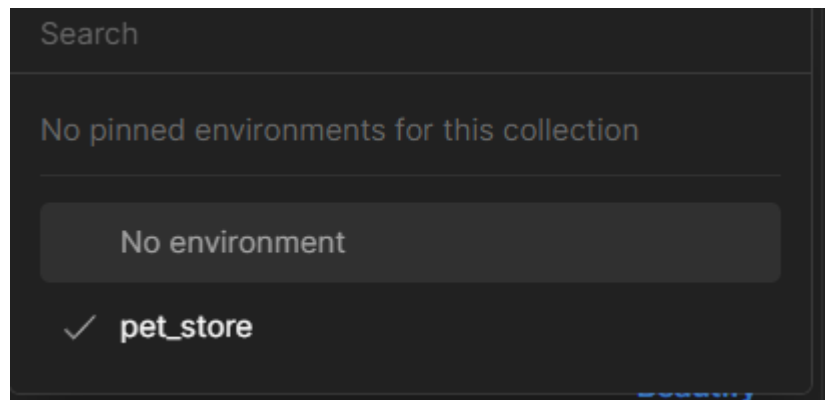 Search
No pinned environments for this collection
No environment
pet_store